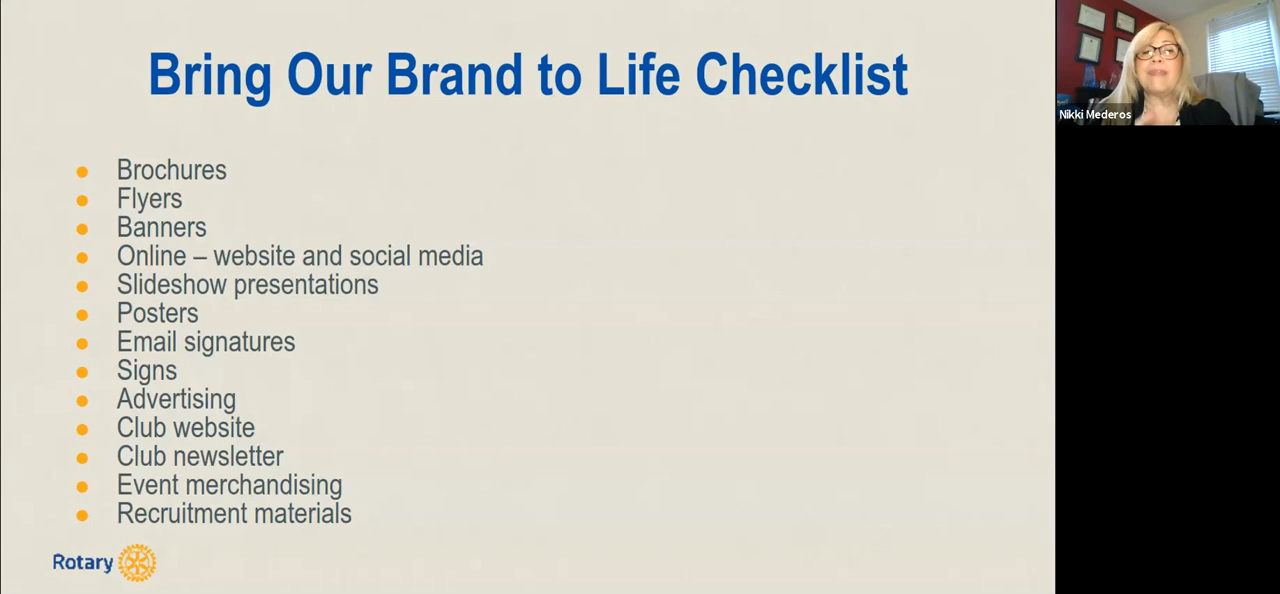 Bring Our Brand to Life Checklist
Brochures
Flyers
Banners
Online – website and social media
Slideshow presentations
Posters
Email signatures
Signs
Advertising
Club website
Club newsletter
Event merchandising
Recruitment materials
Rotary
Nikki Mederos